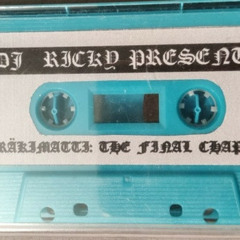 DJ RICKY PRESENT
RÄKIMATTI: THE FINAL CHAP